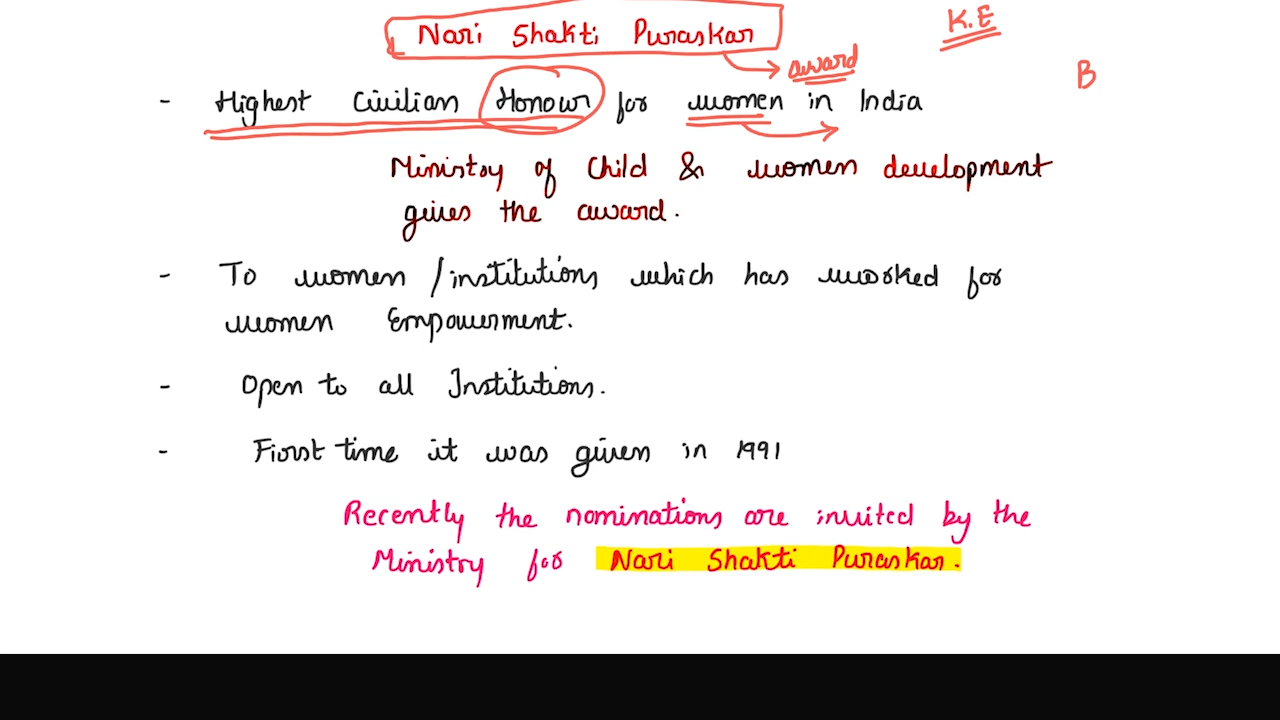 Nari Shakti Puraskar
K.E
award
B
- Highest Civilian Honour for women in India
Ministry of Child & women development
gives the award.
- To women / institutions which has worked for
women Empowerment.
- Open to all Institutions.
- First time it was given in 1991
Recently the nominations are invited by the
Ministry for Nari Shakti Puraskar.